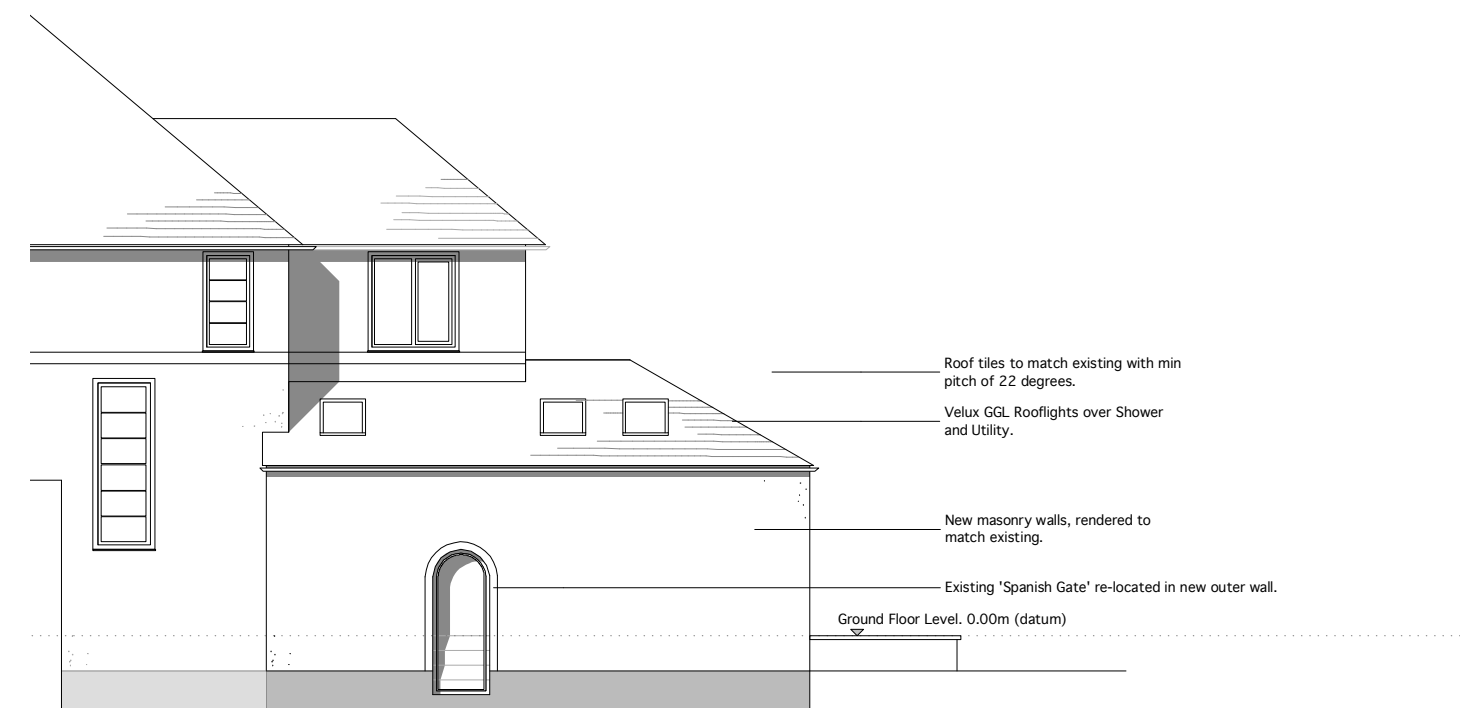 Roof tiles to match existing with min
pitch of 22 degrees.
Velux GGL Rooflights over Shower
and Utility.
New masonry walls, rendered to
match existing.
Existing 'Spanish Gate' re-located in new outer wall.
Ground Floor Level. 0.00m (datum)